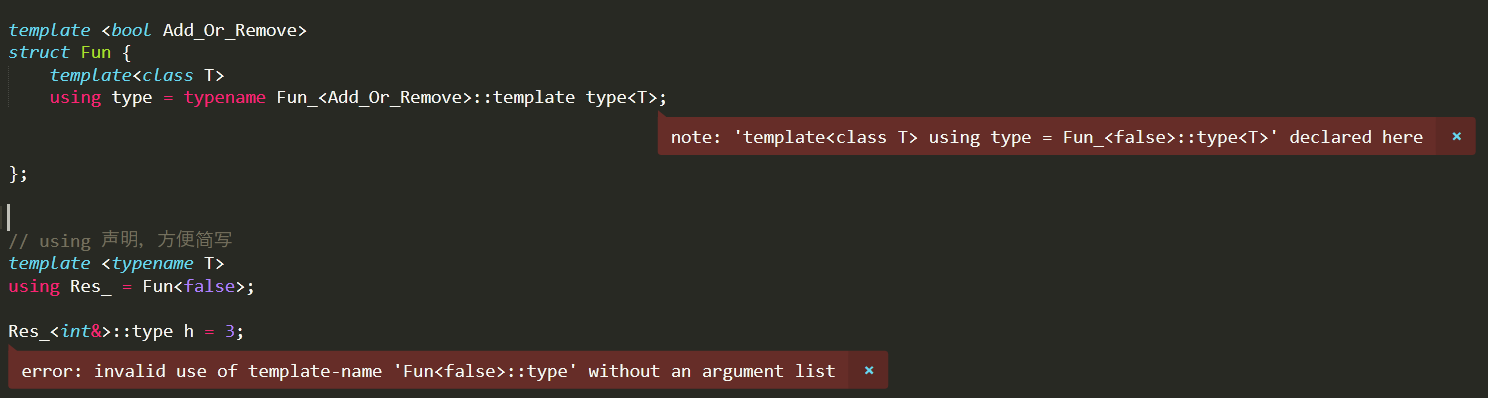 template <bool Add_Or_Remove>
struct Fun {
    template<class T>
    using type = typename Fun_<Add_Or_Remove>::template type<T>;
note: 'template<class T> using type = Fun_<false>::type<T>' declared here ×
};
// using 声明，方便简写
template <typename T>
using Res_ = Fun<false>;
Res_<int&>::type h = 3;
error: invalid use of template-name 'Fun<false>::type' without an argument list ×